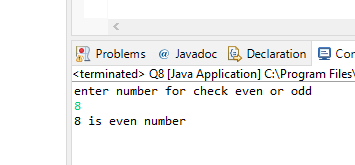 Problems @ Javadoc Declaration Con
<terminated> Q8 [Java Application] C:\Program Files\
enter number for check even or odd
8
8 is even number